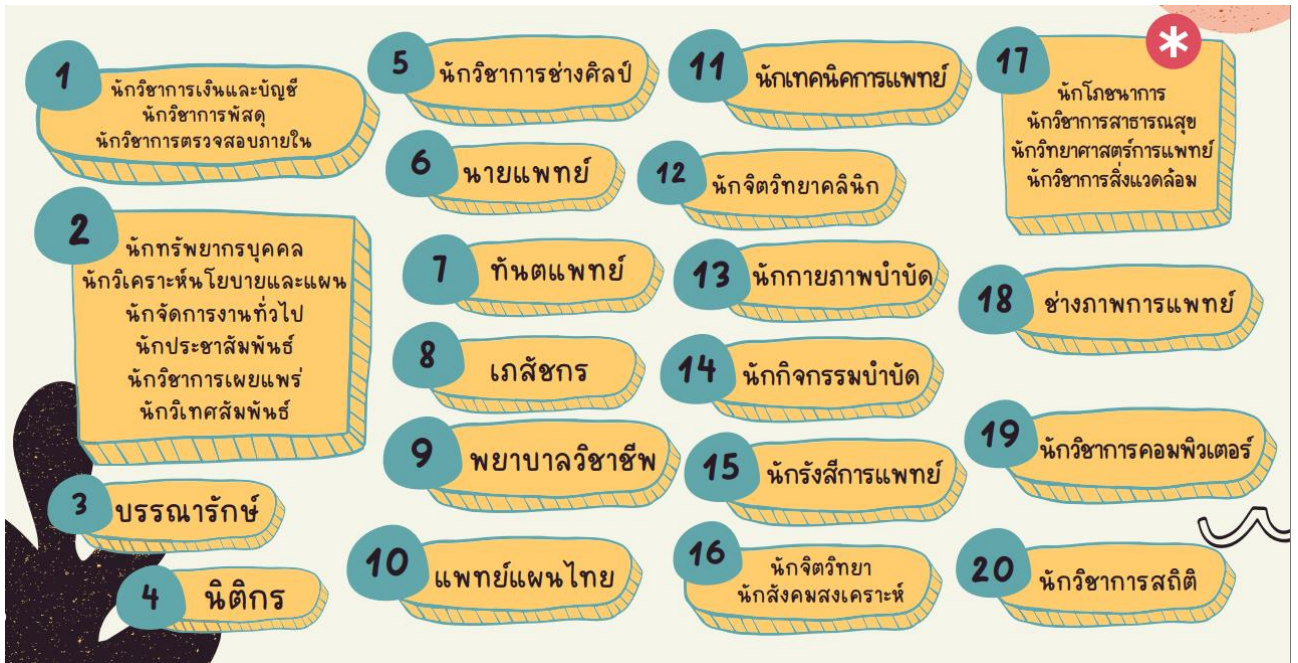 1
นักวิชาการเงินและบัญชี
นักวิชาการพัสดุ
นักวิชาการตรวจสอบภายใน
2
นักทรัพยากรบุคคล
นักวิเคราะห์นโยบายและแผน
นักจัดการงานทั่วไป
นักประชาสัมพันธ์
นักวิชาการเผยแพร่
นักวิเทศสัมพันธ์
3
บรรณารักษ์
4
นิติกร
5
นักวิชาการช่างศิลป์
6
นายแพทย์
7
ทันตแพทย์
8
เภสัชกร
9
พยาบาลวิชาชีพ
10
แพทย์แผนไทย
11
นักเทคนิคการแพทย์
12
นักจิตวิทยาคลินิก
13
นักกายภาพบำบัด
14
นักกิจกรรมบำบัด
15
นักรังสีการแพทย์
16
นักจิตวิทยา
นักสังคมสงเคราะห์
17
*
นักโภชนาการ
นักวิชาการสาธารณสุข
นักวิทยาศาสตร์การแพทย์
นักวิชาการสิ่งแวดล้อม
18
ช่างภาพการแพทย์
19
นักวิชาการคอมพิวเตอร์
20
นักวิชาการสถิติ